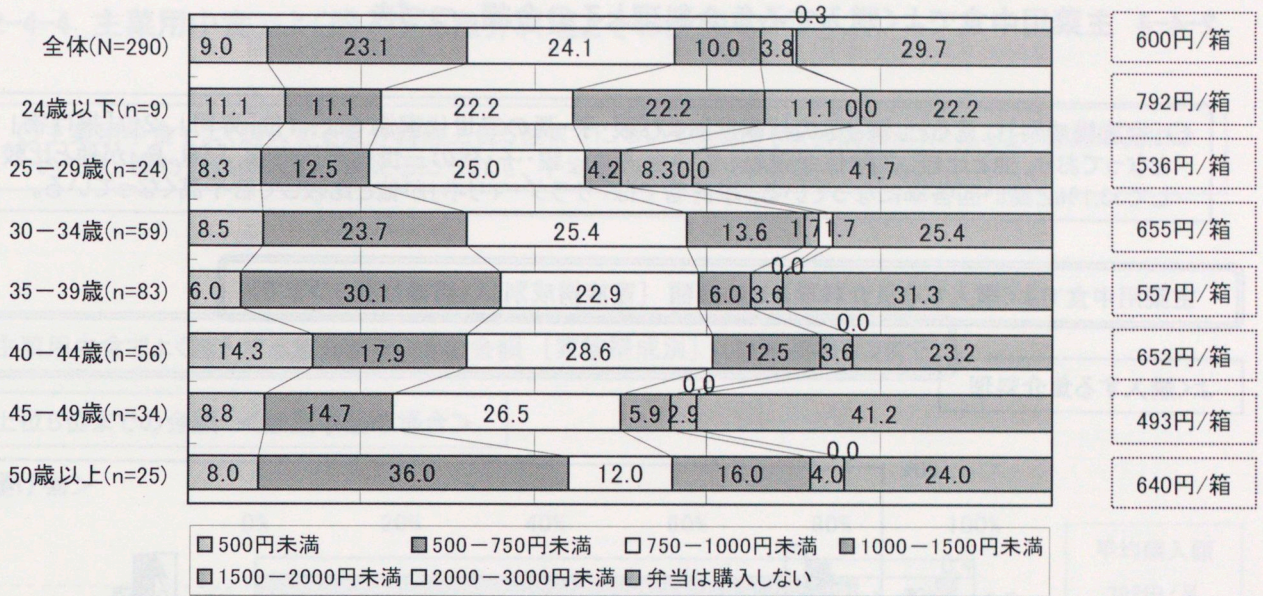 0.3
全体(N=290) 9.0 23.1 24.1 10.0 3.8 29.7 600円/箱
24歳以下(n=9) 11.1 11.1 22.2 22.2 11.1 0.0 22.2 792円/箱
25－29歳(n=24) 8.3 12.5 25.0 4.2 8.3 0.0 41.7 536円/箱
30－34歳(n=59) 8.5 23.7 25.4 13.6 1.7 1.7 25.4 655円/箱
0.0
35－39歳(n=83) 6.0 30.1 22.9 6.0 3.6 31.3 557円/箱
0.0
40－44歳(n=56) 14.3 17.9 28.6 12.5 3.6 23.2 652円/箱
0.0
45－49歳(n=34) 8.8 14.7 26.5 5.9 2.9 41.2 493円/箱
0.0
50歳以上(n=25) 8.0 36.0 12.0 16.0 4.0 24.0 640円/箱
500円未満 500－750円未満 750－1000円未満 1000－1500円未満
1500－2000円未満 2000－3000円未満 弁当は購入しない